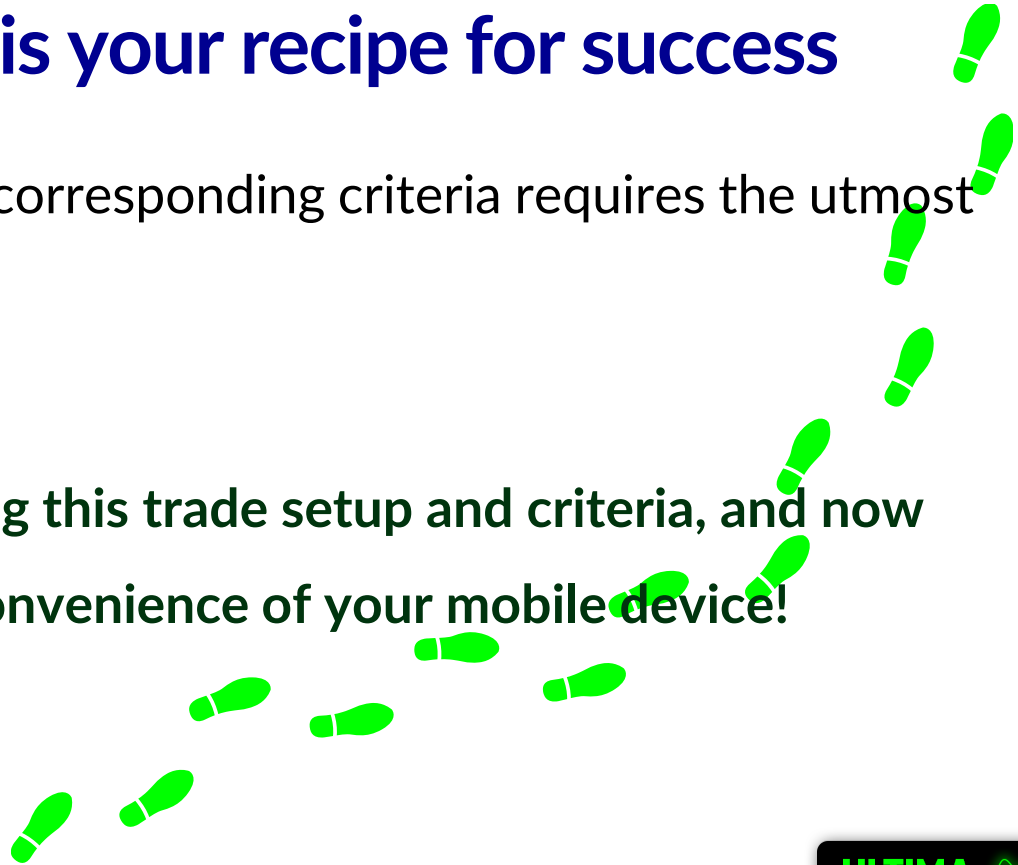 is your recipe for success
corresponding criteria requires the utmost
g this trade setup and criteria, and now
onvenience of your mobile device!
ULTIMA